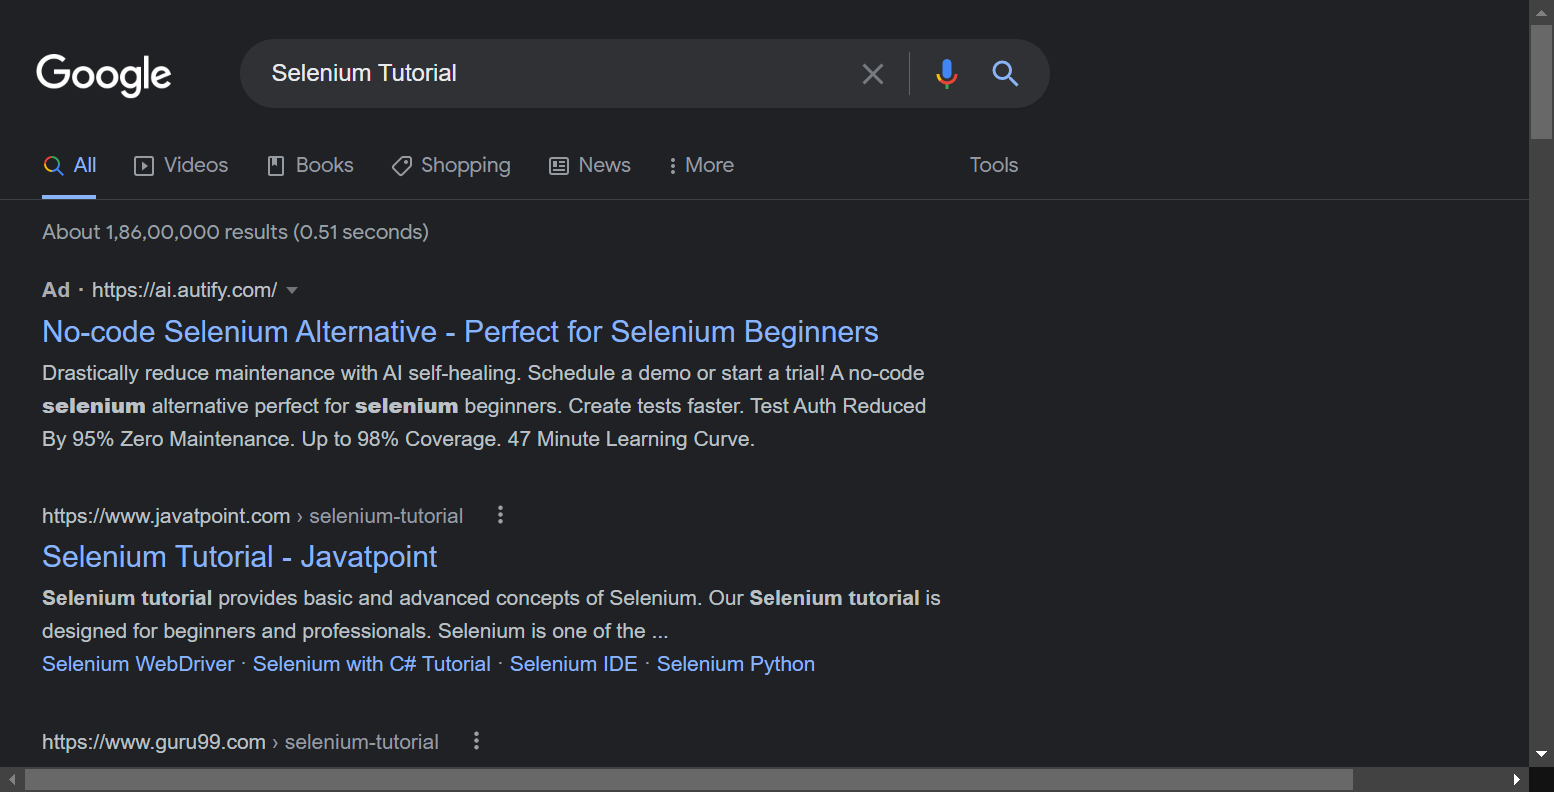 Google
Selenium Tutorial
All Videos Books Shopping News More Tools
About 1,86,00,000 results (0.51 seconds)
Ad · https://ai.autify.com/
No-code Selenium Alternative - Perfect for Selenium Beginners
Drastically reduce maintenance with AI self-healing. Schedule a demo or start a trial! A no-code
selenium alternative perfect for selenium beginners. Create tests faster. Test Auth Reduced
By 95% Zero Maintenance. Up to 98% Coverage. 47 Minute Learning Curve.
https://www.javatpoint.com › selenium-tutorial
Selenium Tutorial - Javatpoint
Selenium tutorial provides basic and advanced concepts of Selenium. Our Selenium tutorial is
designed for beginners and professionals. Selenium is one of the ...
Selenium WebDriver · Selenium with C# Tutorial · Selenium IDE · Selenium Python
https://www.guru99.com › selenium-tutorial